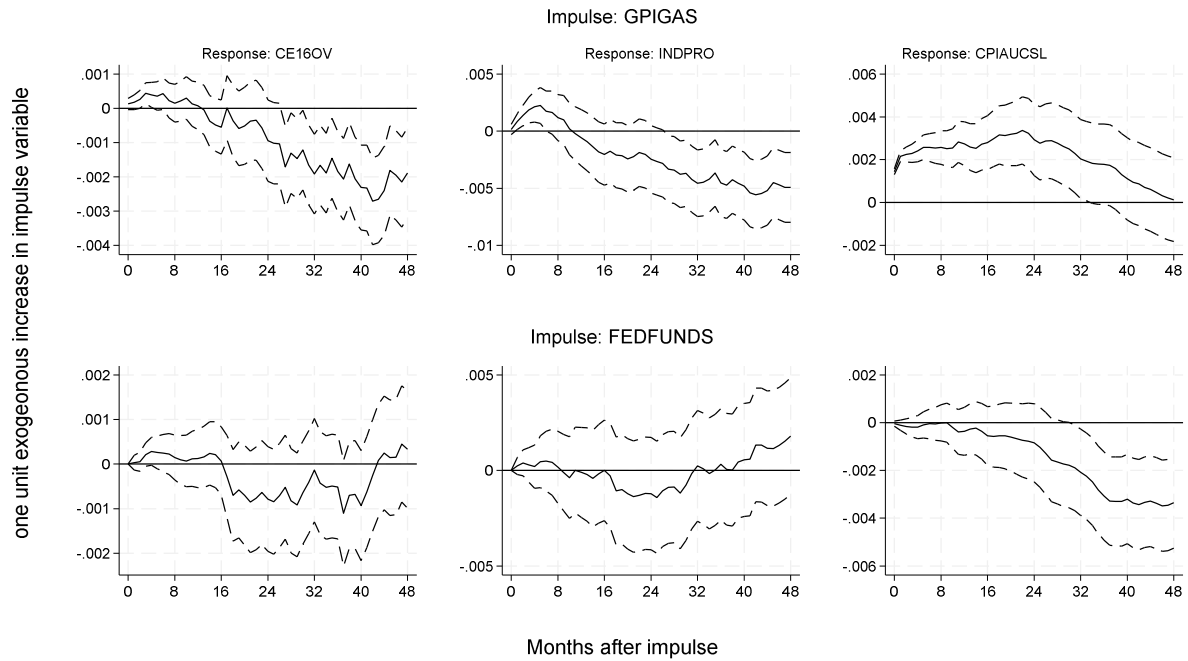 Impulse: GPIGAS
Response: CE16OV
Response: INDPRO
Response: CPIAUCSL
.001
0
-.001
-.002
-.003
-.004
0 8 16 24 32 40 48
.005
0
-.005
-.01
0 8 16 24 32 40 48
.006
.004
.002
0
-.002
0 8 16 24 32 40 48
one unit exogeonous increase in impulse variable
Impulse: FEDFUNDS
.002
.001
0
-.001
-.002
0 8 16 24 32 40 48
.005
0
-.005
0 8 16 24 32 40 48
.002
0
-.002
-.004
-.006
0 8 16 24 32 40 48
Months after impulse